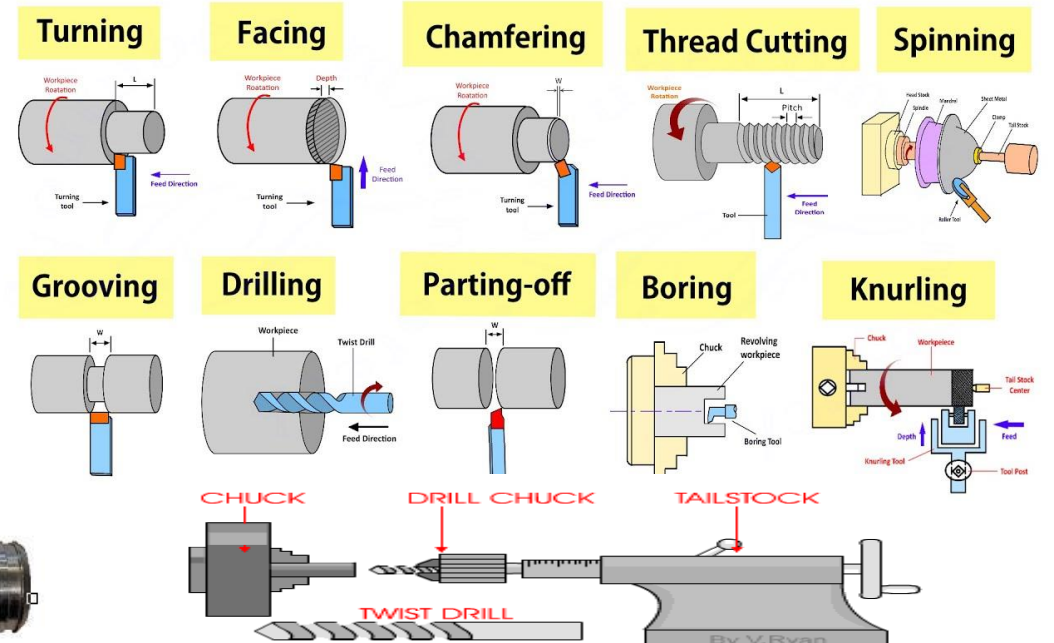 Turning
Facing
Chamfering
Thread Cutting
Spinning
Workpiece
Roatation
L
Feed Direction
Turning
tool
Workpiece
Roatation
Depth
Feed
Direction
Turning
tool
Workpiece
Roatation
W
Feed Direction
Turning
tool
Workpiece
Rotation
L
Pitch
Tool
Feed
Direction
Head Stock
Spindle
Mandrel
Sheet Metal
Clamp
Tail Stock
Roller Tool
Grooving
Drilling
Parting-off
Boring
Knurling
W
Workpiece
Twist Drill
Feed Direction
W
Chuck
Revolving
workpiece
Boring Tool
Chuck
Workpeiece
Tail Stock
Center
Depth
Feed
Knurling Tool
Tool Post
CHUCK
DRILL CHUCK
TAILSTOCK
TWIST DRILL
By V.Ryan